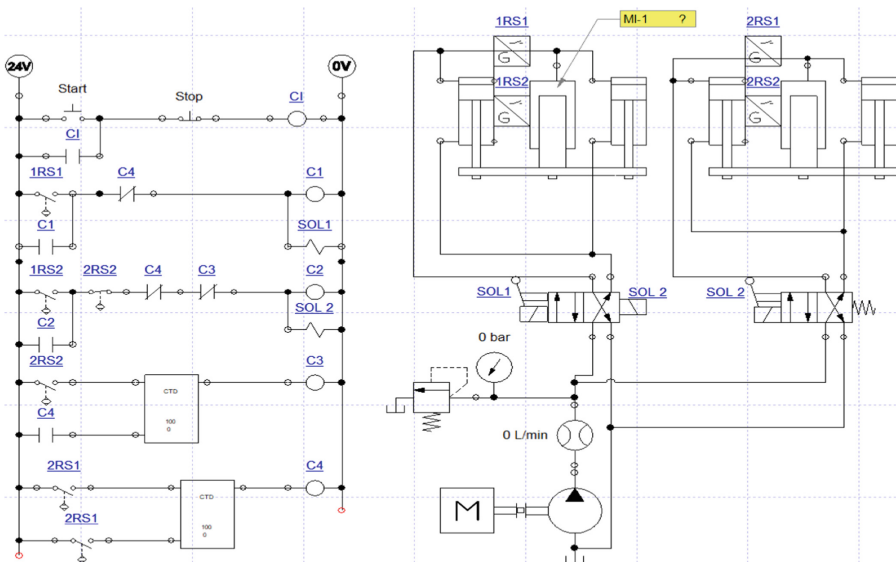 24V
0V
Start
Stop
CI
CI
1RS1
C4
C1
C1
SOL1
1RS2
2RS2
C4
C3
C2
C2
SOL 2
2RS2
C3
CTD
100
0
C4
2RS1
C4
CTD
100
0
2RS1
MI-1 ?
1RS1
G
1RS2
G
2RS1
G
2RS2
G
SOL1
SOL 2
SOL 2
0 bar
0 L/min
M